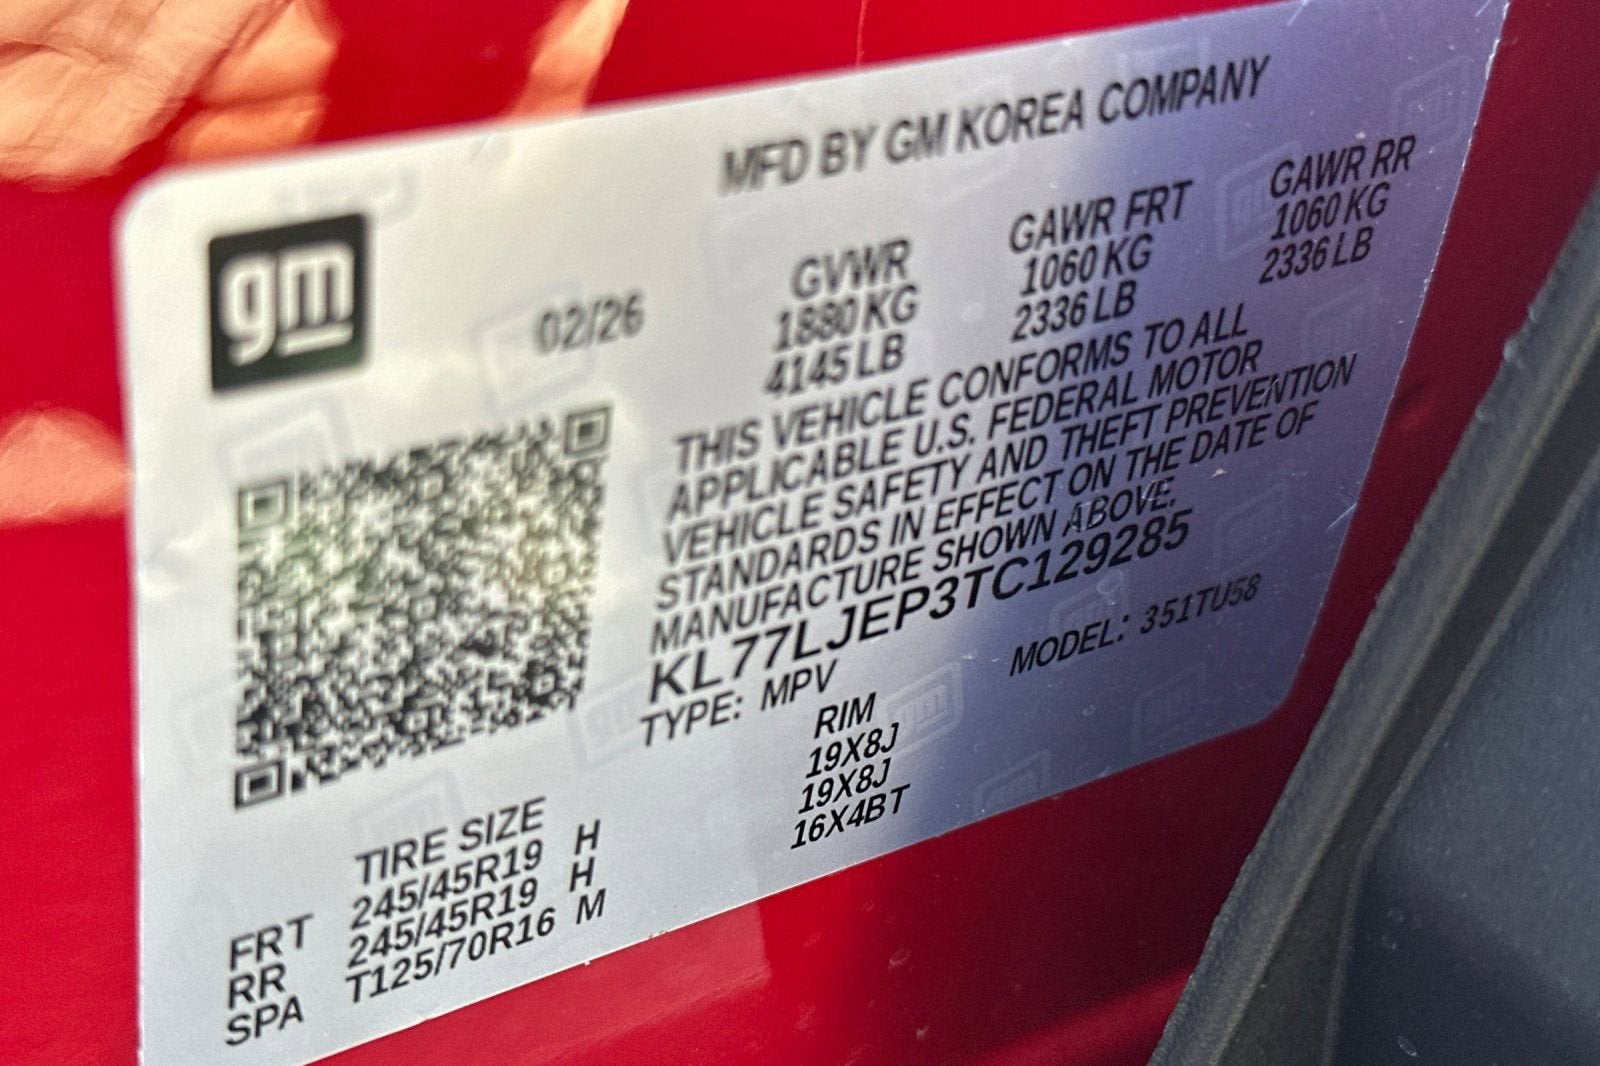 MFD BY GM KOREA COMPANY
gm
02/26
GVWR
1880 KG
4145 LB
GAWR FRT
1060 KG
2336 LB
GAWR RR
1060 KG
2336 LB
THIS VEHICLE CONFORMS TO ALL
APPLICABLE U.S. FEDERAL MOTOR
VEHICLE SAFETY AND THEFT PREVENTION
STANDARDS IN EFFECT ON THE DATE OF
MANUFACTURE SHOWN ABOVE.
KL77LJEP3TC129285
TYPE: MPV
MODEL: 351TU58
TIRE SIZE
RIM
FRT 245/45R19 H 19X8J
RR 245/45R19 H 19X8J
SPA T125/70R16 M 16X4BT